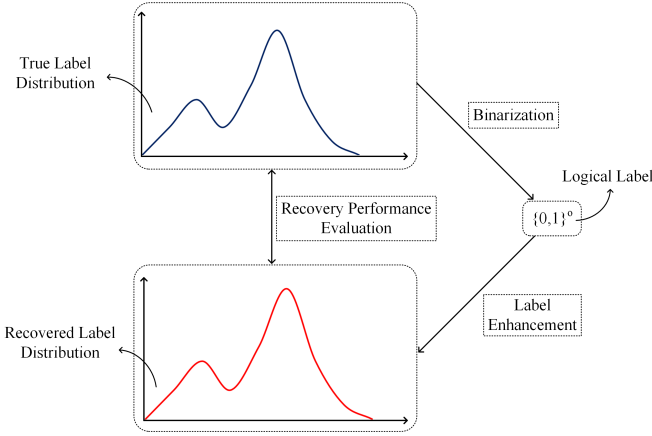 True Label
Distribution
Binarization
Logical Label
{0,1}º
Recovery Performance
Evaluation
Label
Enhancement
Recovered Label
Distribution